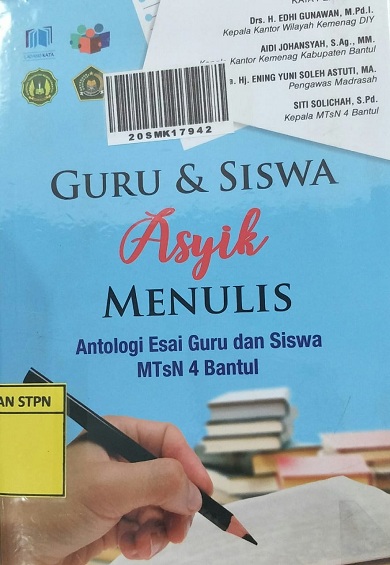 Drs. H. EDHI GUNAWAN, M.Pd.I.
Kepala Kantor Wilayah Kemenag DIY
AIDI JOHANSYAH, S.Ag., MM.
Kantor Kemenag Kabupaten Bantul
Hj. ENING YUNI SOLEH ASTUTI, MA.
Pengawas Madrasah
SITI SOLICHAH, S.Pd.
Kepala MTsN 4 Bantul
20SMK17942
GURU & SISWA
Asyik
MENULIS
Antologi Esai Guru dan Siswa
MTsN 4 Bantul
AN STPN